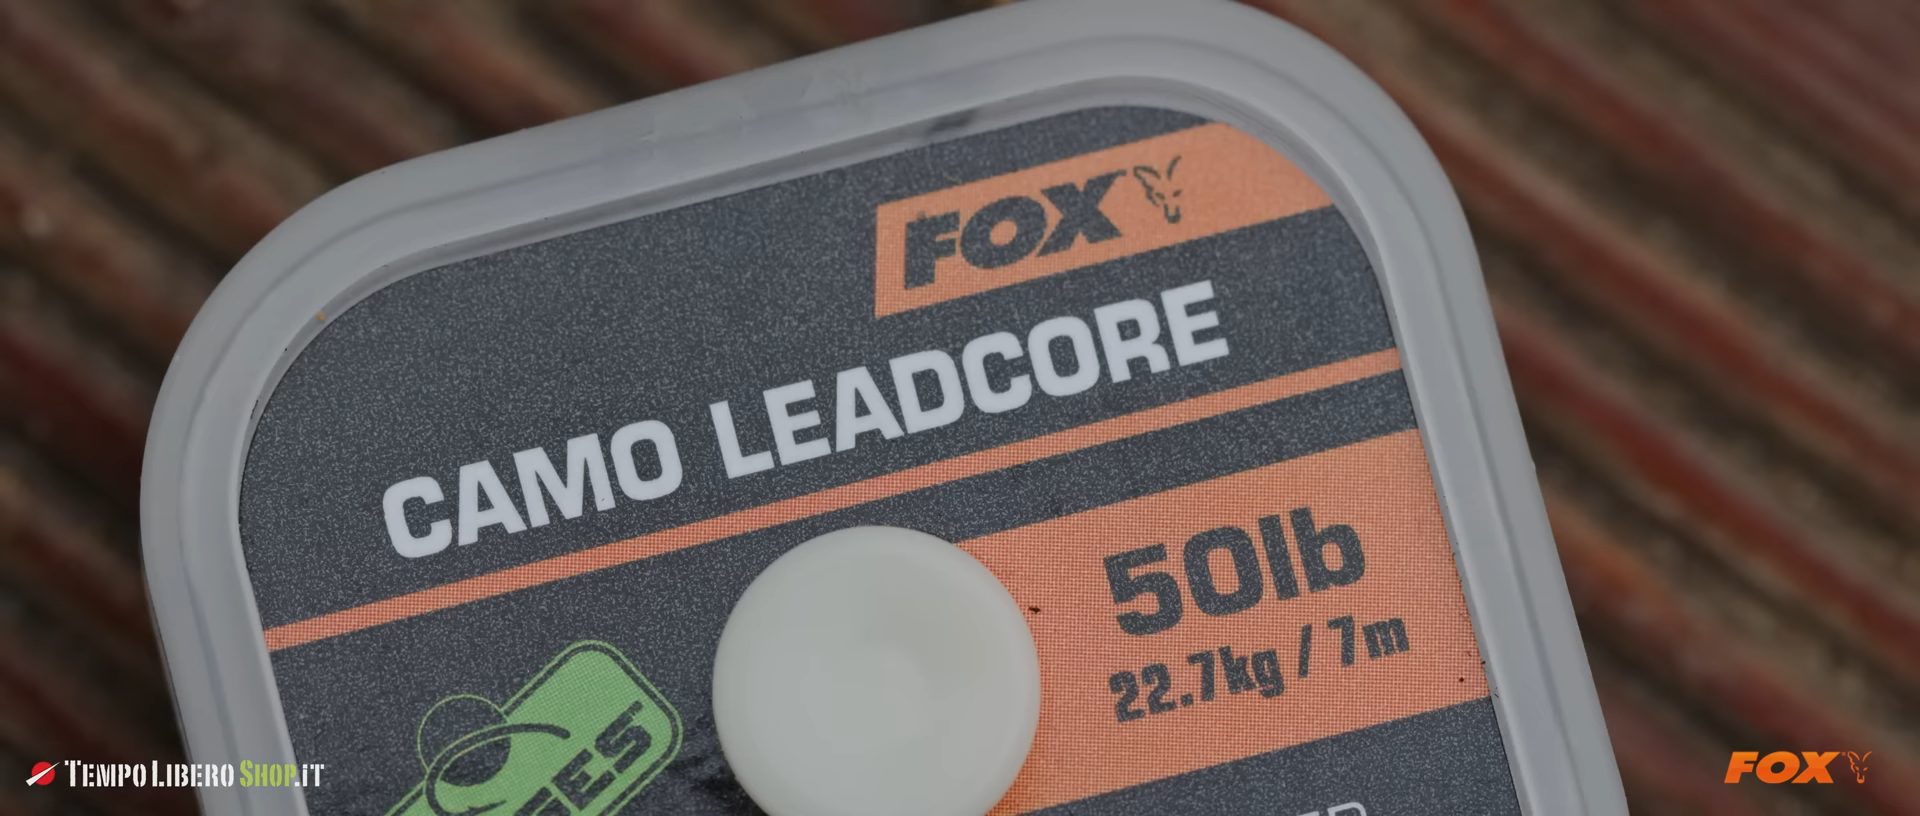 FOX
CAMO LEADCORE
50lb
22.7kg / 7m
TEMPO LIBERO SHOP.IT
FOX